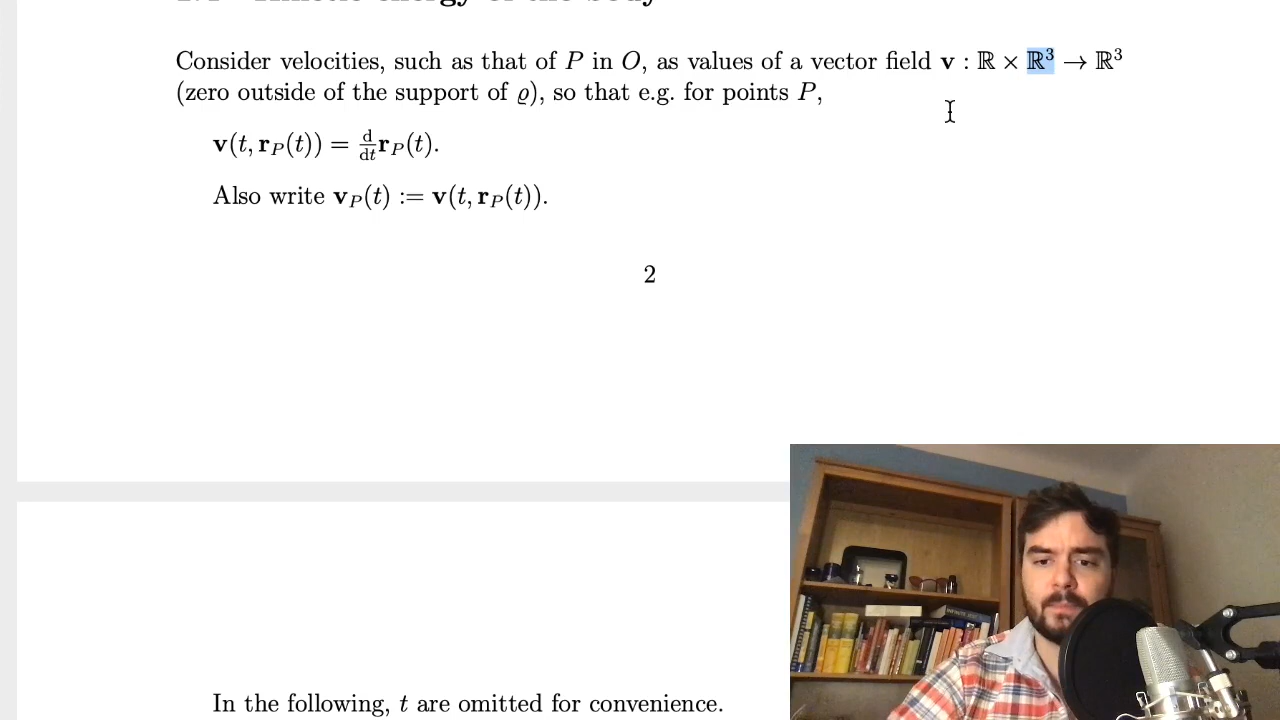 Consider velocities, such as that of P in O, as values of a vector field v : ℝ × ℝ³ → ℝ³
(zero outside of the support of ϱ), so that e.g. for points P,
v(t, r_P(t)) = d/dt r_P(t).
Also write v_P(t) := v(t, r_P(t)).
2
In the following, t are omitted for convenience.